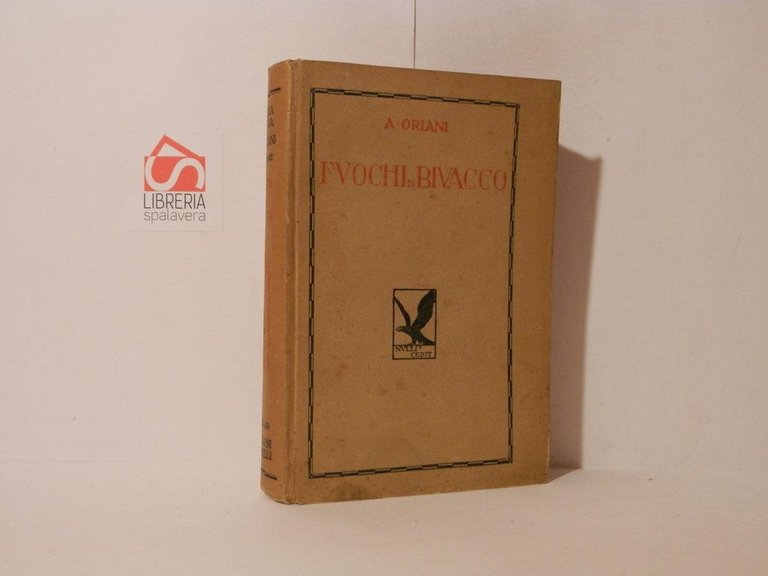 LIBRERIA
spalavera
A·ORIANI
FVOCHI DI BIVACCO